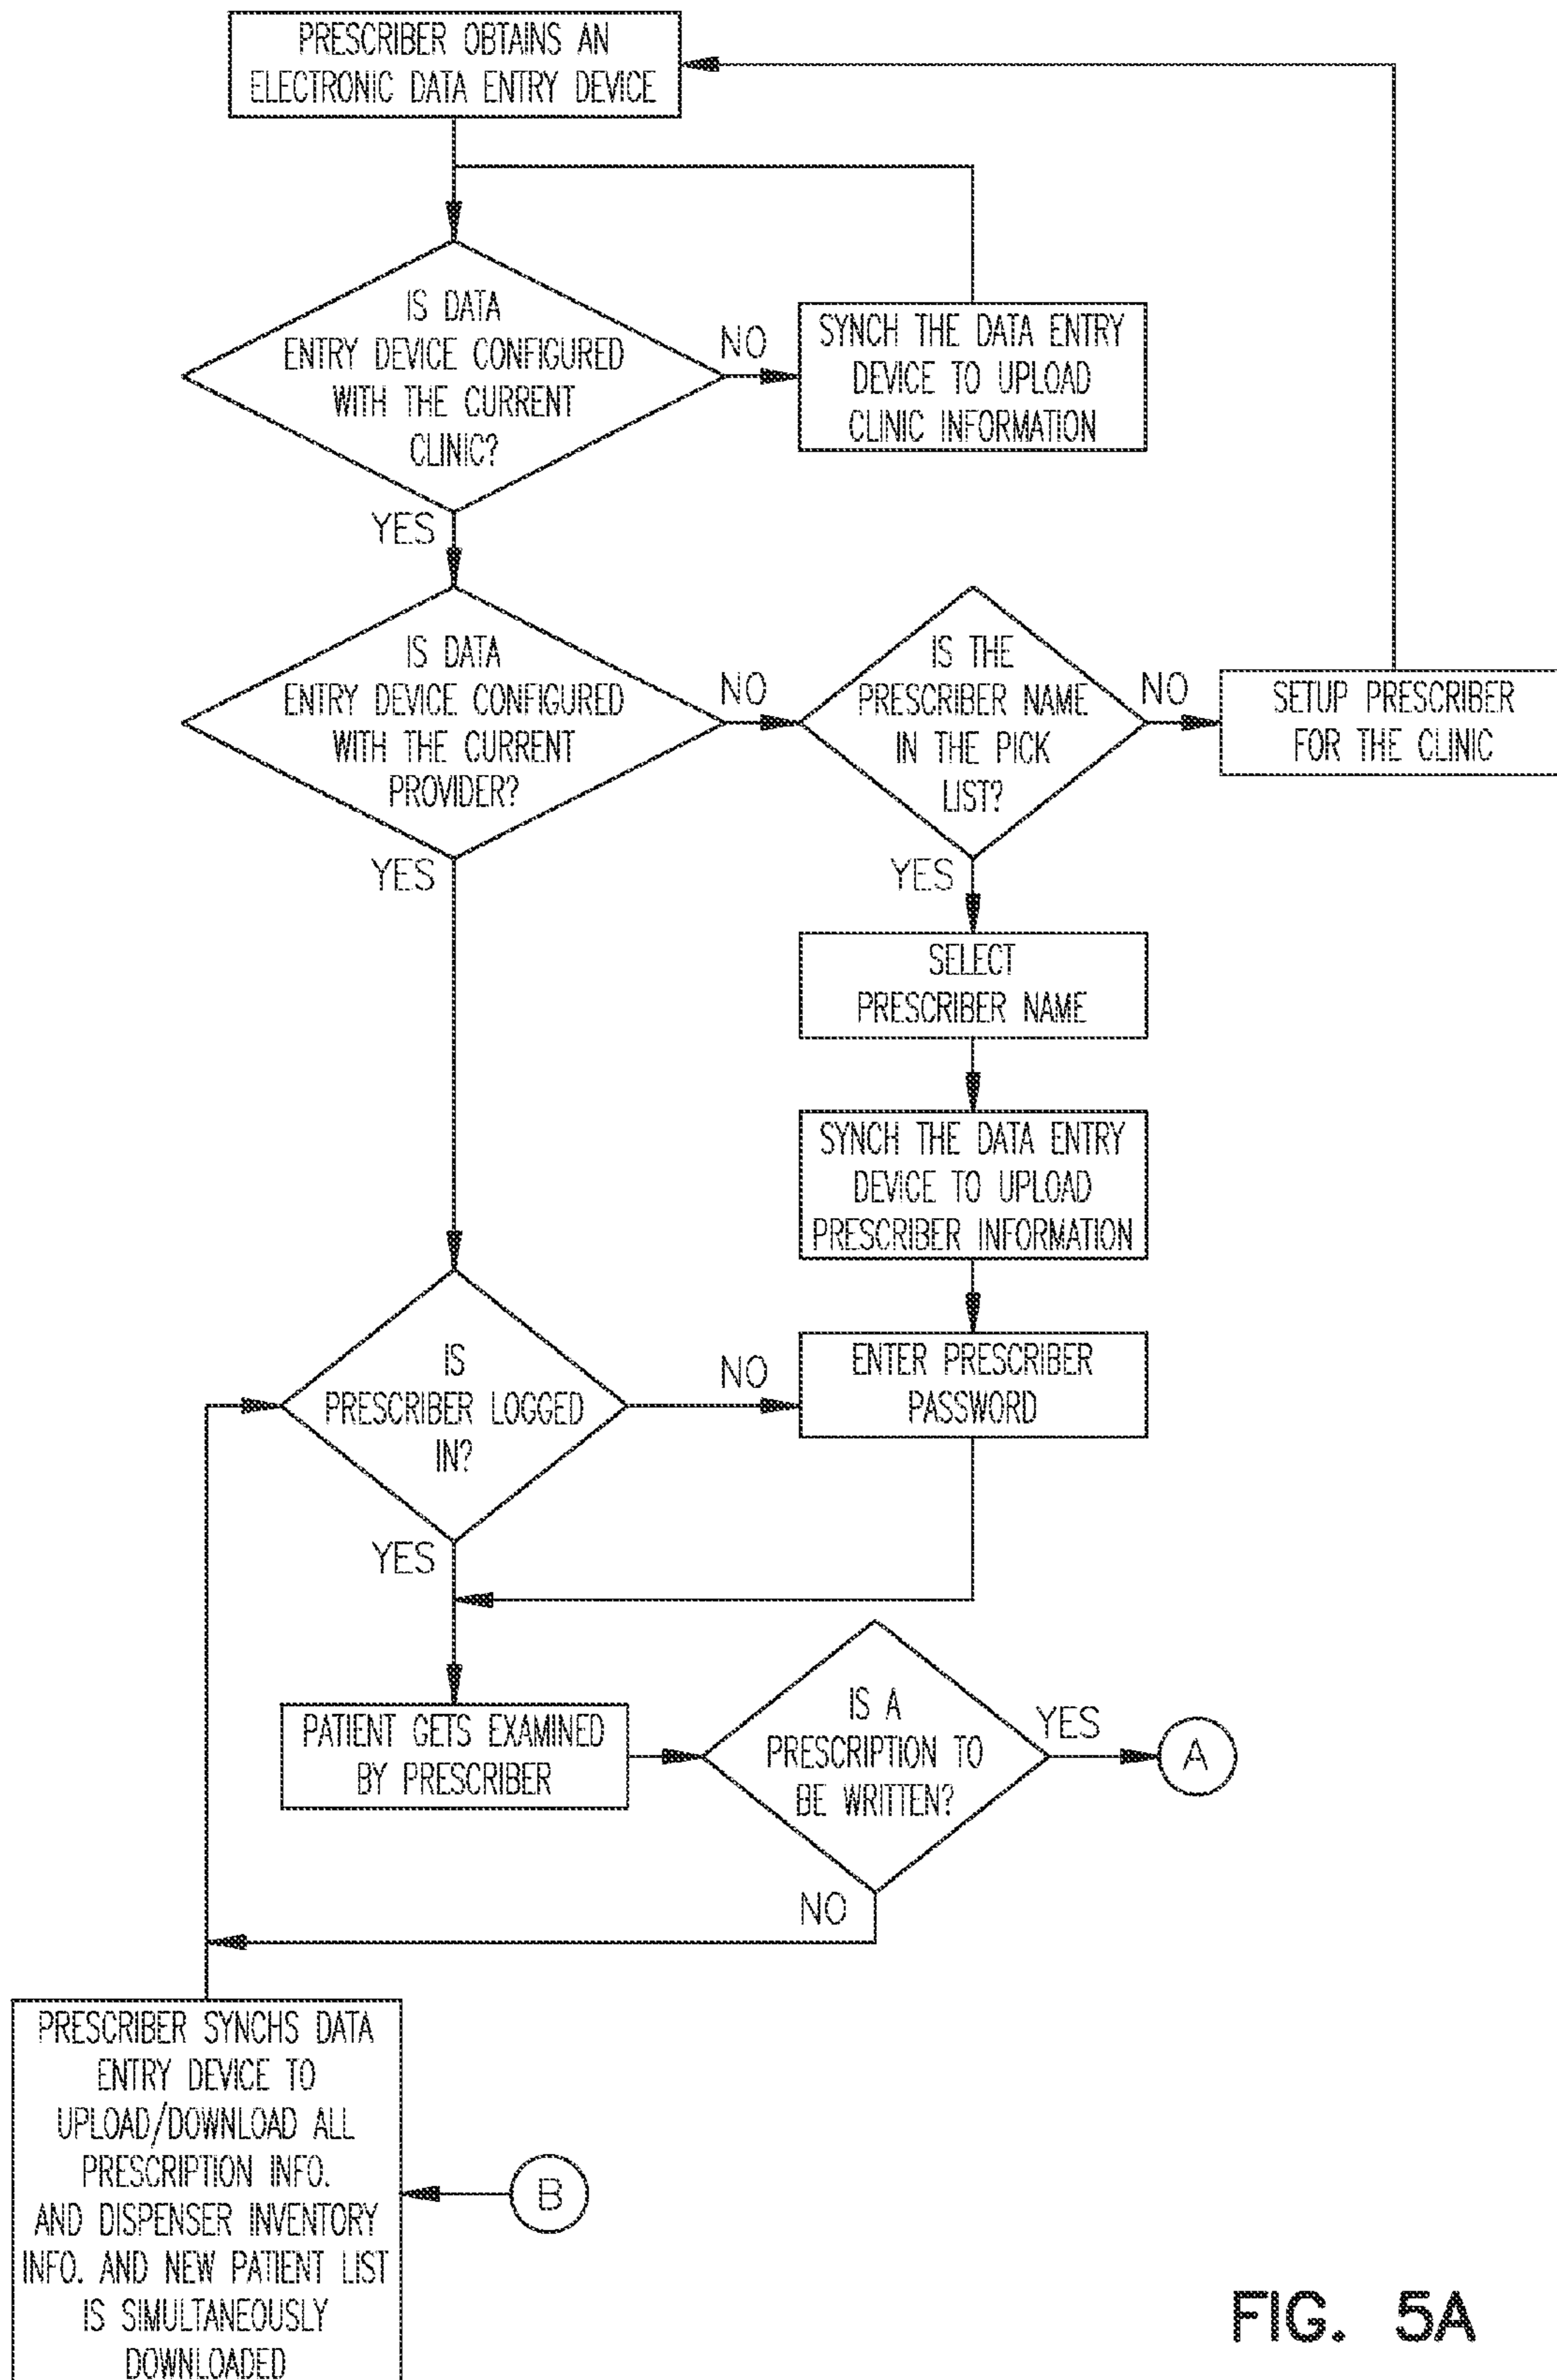 PRESCRIBER OBTAINS AN
ELECTRONIC DATA ENTRY DEVICE
IS DATA
ENTRY DEVICE CONFIGURED
WITH THE CURRENT
CLINIC?
NO
SYNCH THE DATA ENTRY
DEVICE TO UPLOAD
CLINIC INFORMATION
YES
IS DATA
ENTRY DEVICE CONFIGURED
WITH THE CURRENT
PROVIDER?
NO
IS THE
PRESCRIBER NAME
IN THE PICK
LIST?
NO
SETUP PRESCRIBER
FOR THE CLINIC
YES
YES
SELECT
PRESCRIBER NAME
SYNCH THE DATA ENTRY
DEVICE TO UPLOAD
PRESCRIBER INFORMATION
IS
PRESCRIBER LOGGED
IN?
NO
ENTER PRESCRIBER
PASSWORD
YES
PATIENT GETS EXAMINED
BY PRESCRIBER
IS A
PRESCRIPTION TO
BE WRITTEN?
YES
A
NO
PRESCRIBER SYNCHS DATA
ENTRY DEVICE TO
UPLOAD/DOWNLOAD ALL
PRESCRIPTION INFO.
AND DISPENSER INVENTORY
INFO. AND NEW PATIENT LIST
IS SIMULTANEOUSLY
DOWNLOADED
B
FIG. 5A